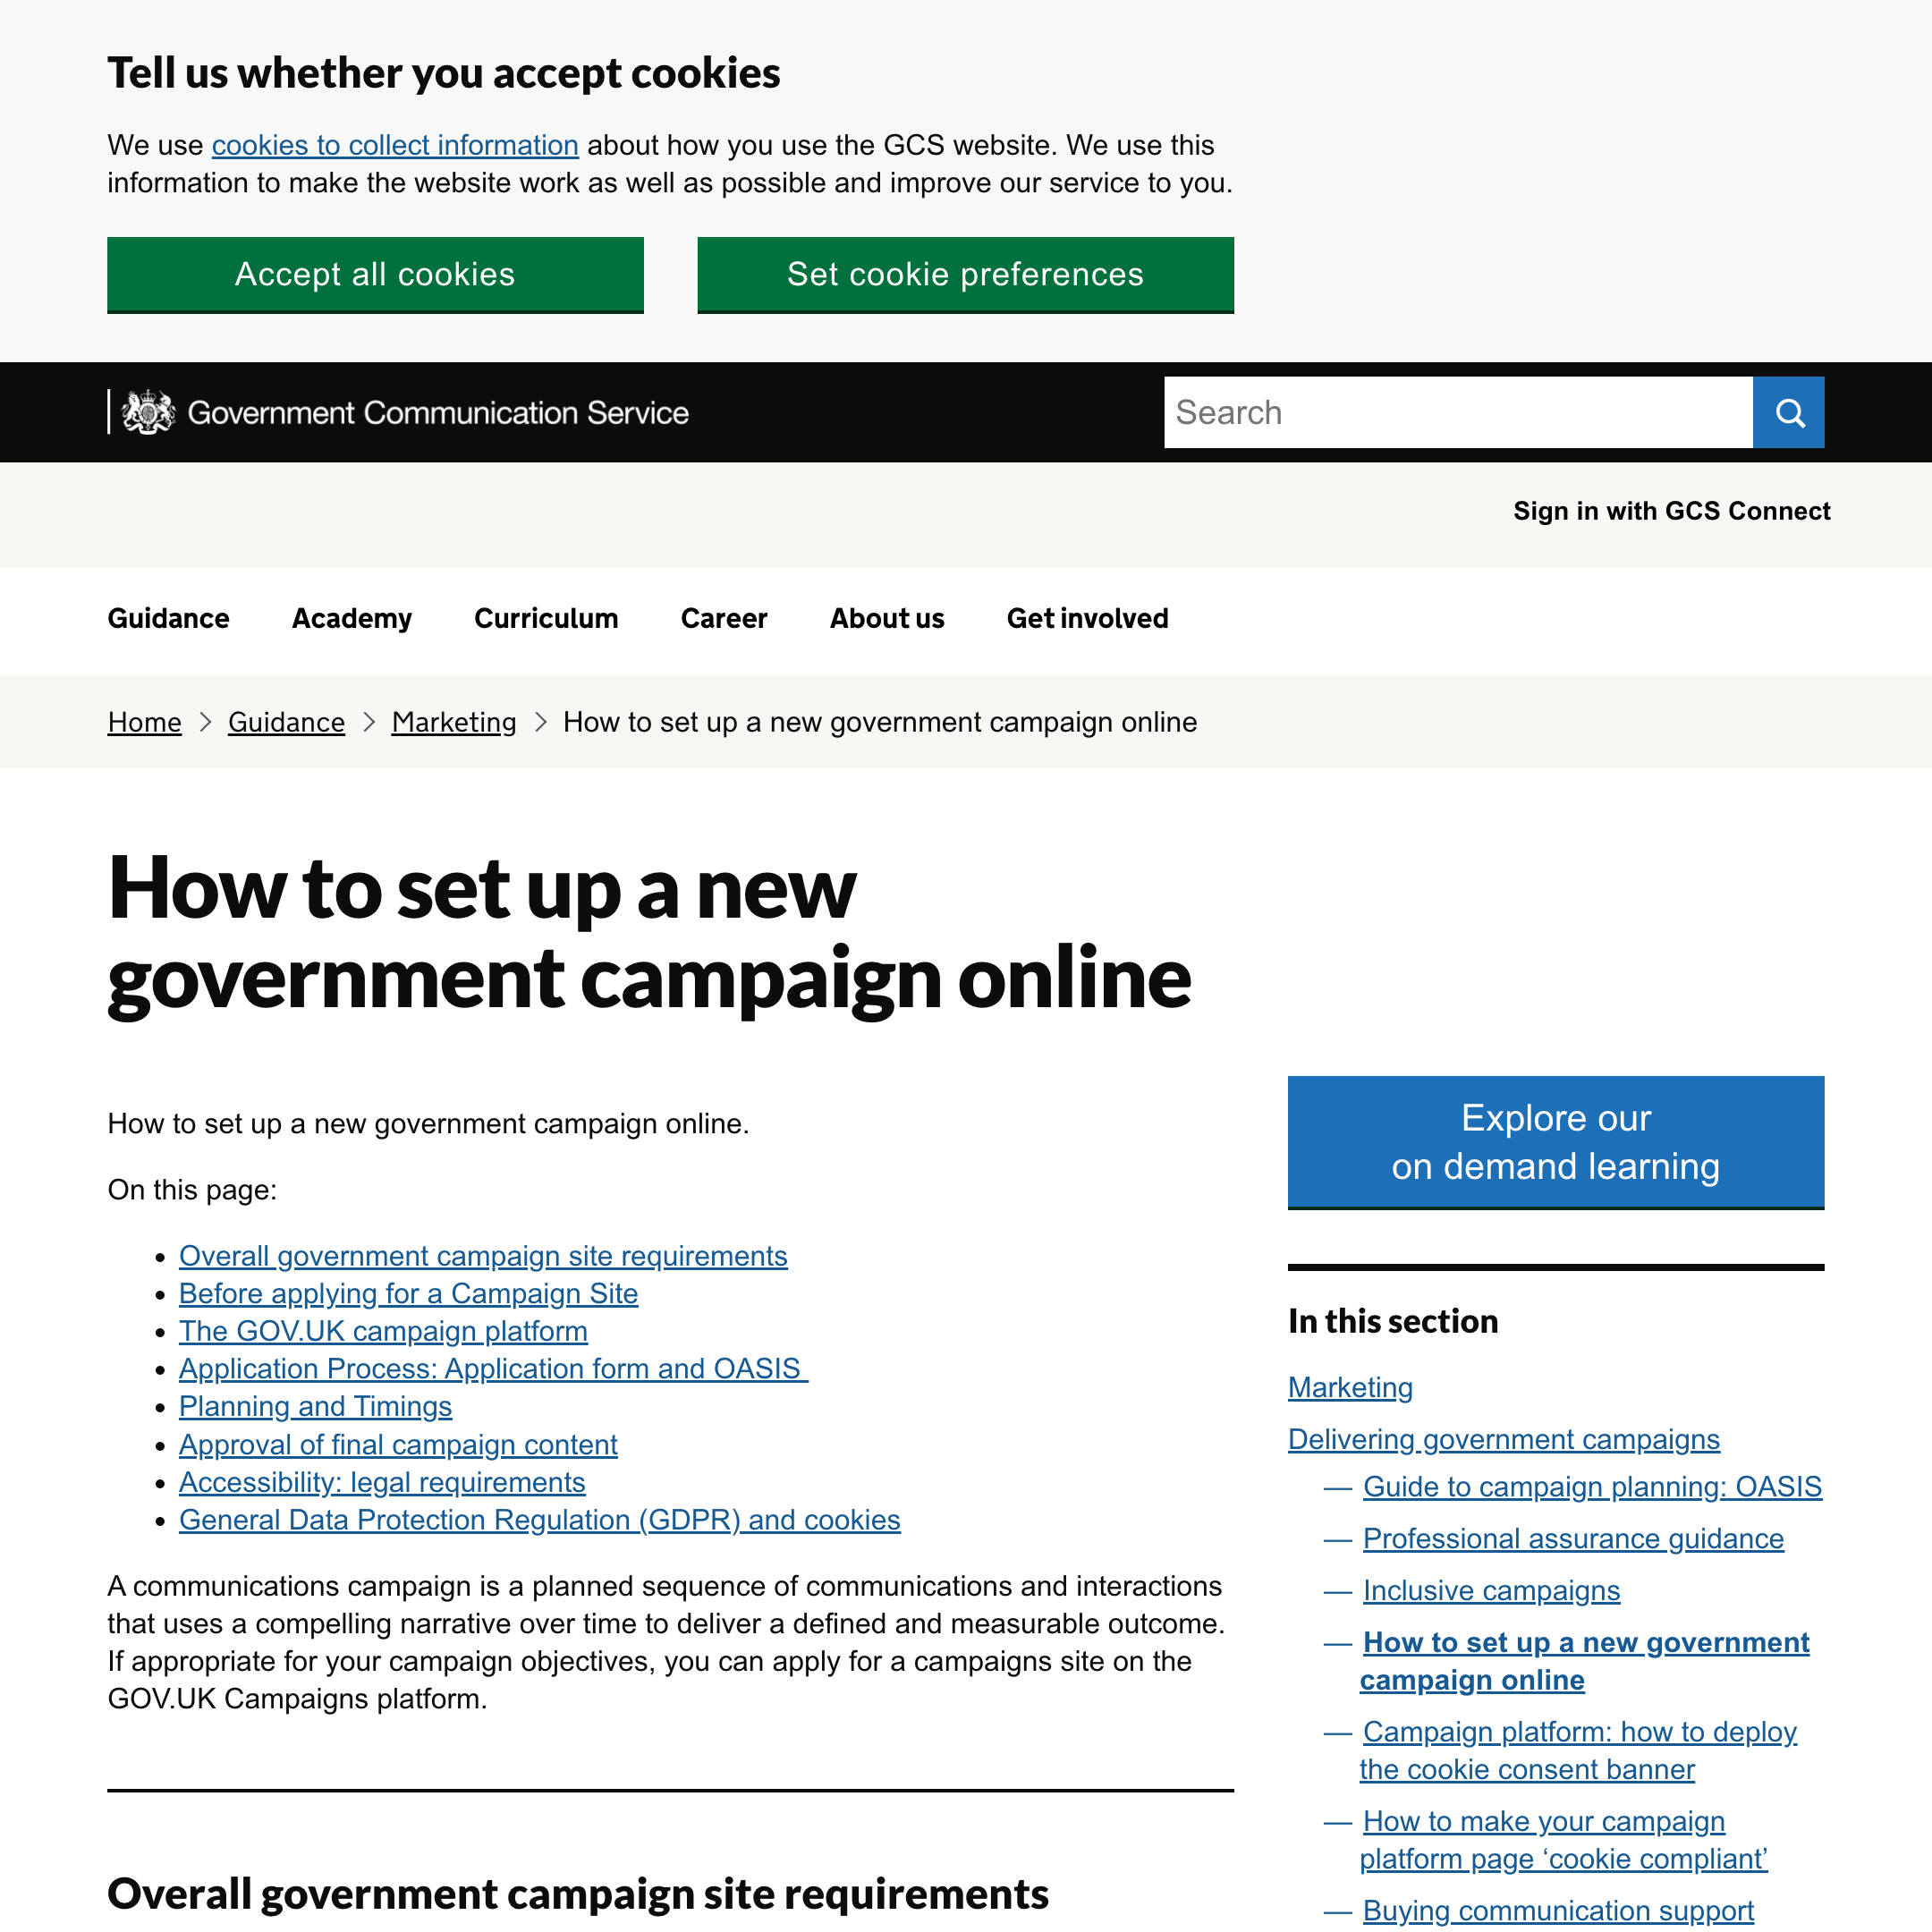 Tell us whether you accept cookies
We use cookies to collect information about how you use the GCS website. We use this
information to make the website work as well as possible and improve our service to you.
Accept all cookies
Set cookie preferences
Government Communication Service
Search
Sign in with GCS Connect
Guidance Academy Curriculum Career About us Get involved
Home > Guidance > Marketing > How to set up a new government campaign online
How to set up a new
government campaign online
How to set up a new government campaign online.
On this page:
• Overall government campaign site requirements
• Before applying for a Campaign Site
• The GOV.UK campaign platform
• Application Process: Application form and OASIS
• Planning and Timings
• Approval of final campaign content
• Accessibility: legal requirements
• General Data Protection Regulation (GDPR) and cookies
A communications campaign is a planned sequence of communications and interactions
that uses a compelling narrative over time to deliver a defined and measurable outcome.
If appropriate for your campaign objectives, you can apply for a campaigns site on the
GOV.UK Campaigns platform.
Overall government campaign site requirements
Explore our
on demand learning
In this section
Marketing
Delivering government campaigns
— Guide to campaign planning: OASIS
— Professional assurance guidance
— Inclusive campaigns
— How to set up a new government
campaign online
— Campaign platform: how to deploy
the cookie consent banner
— How to make your campaign
platform page ‘cookie compliant’
— Buying communication support